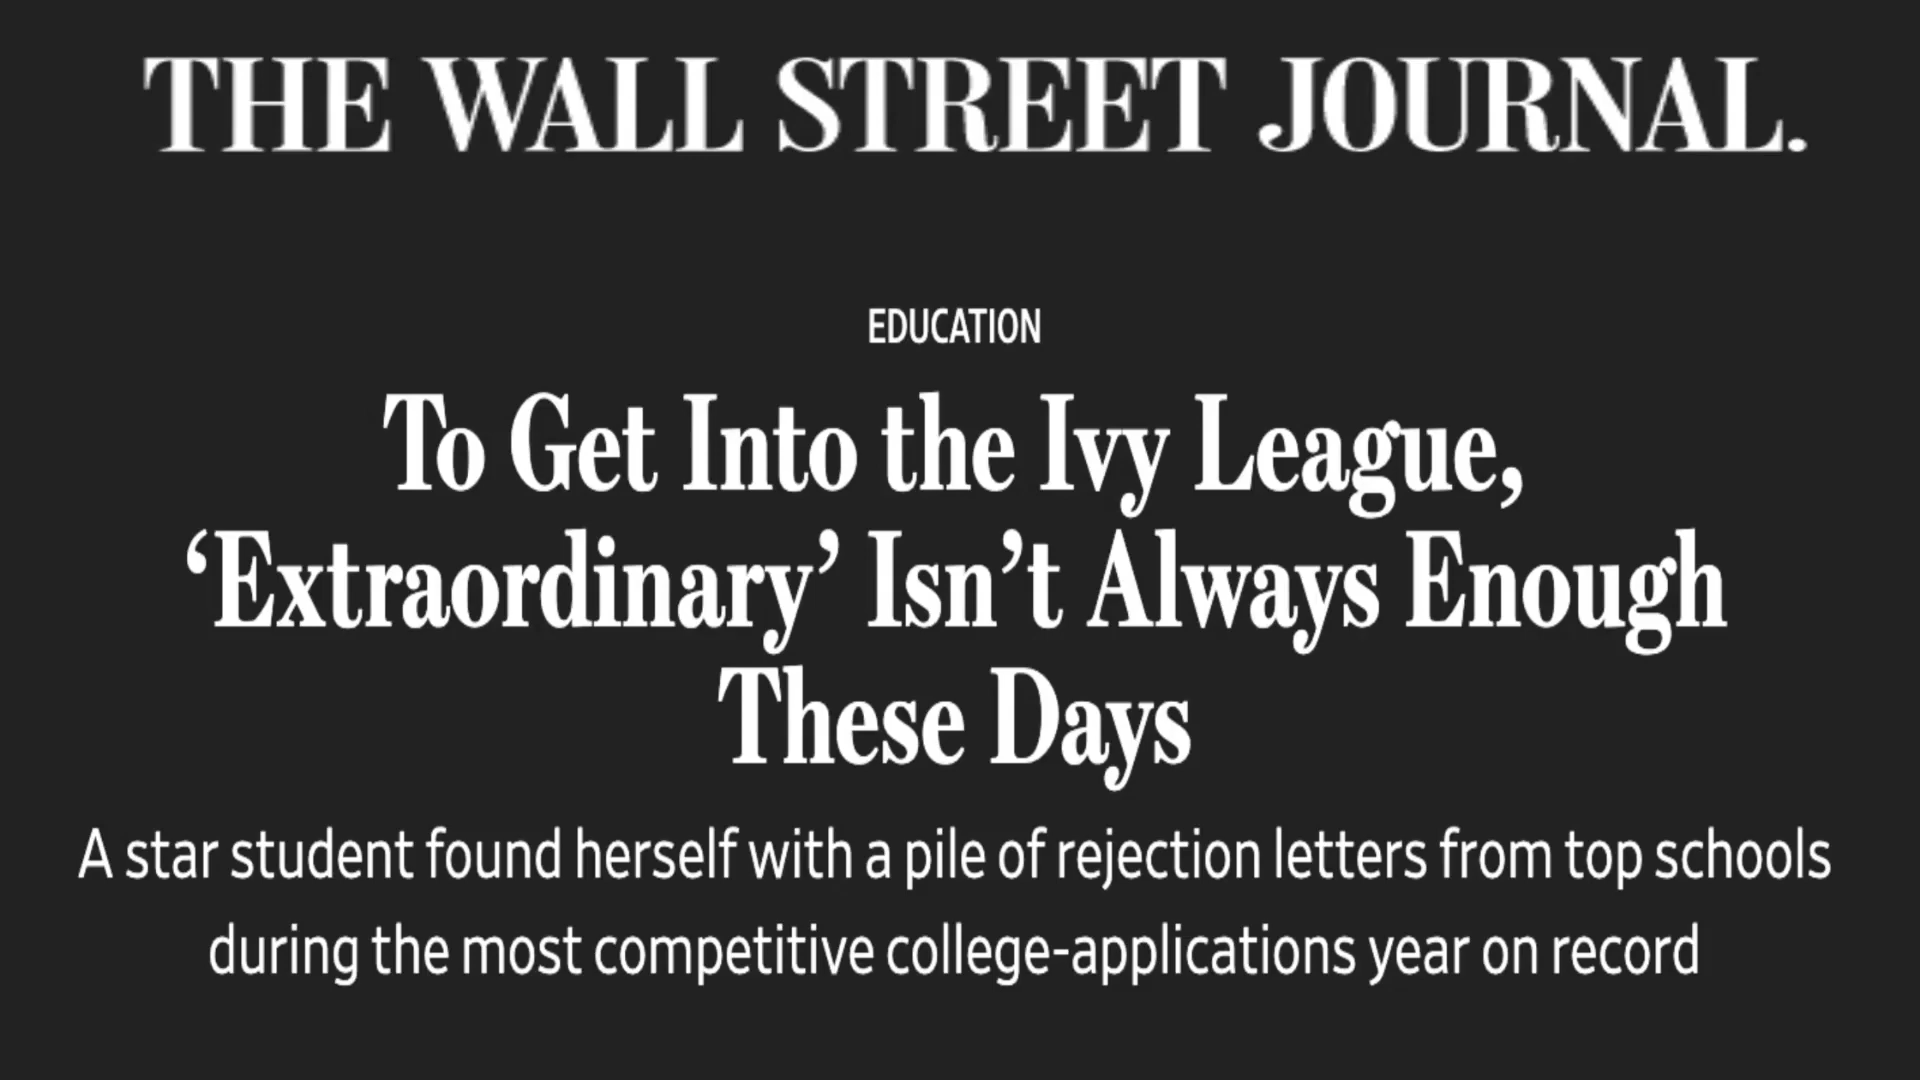 THE WALL STREET JOURNAL.
EDUCATION
To Get Into the Ivy League,
‘Extraordinary’ Isn’t Always Enough
These Days
A star student found herself with a pile of rejection letters from top schools
during the most competitive college-applications year on record